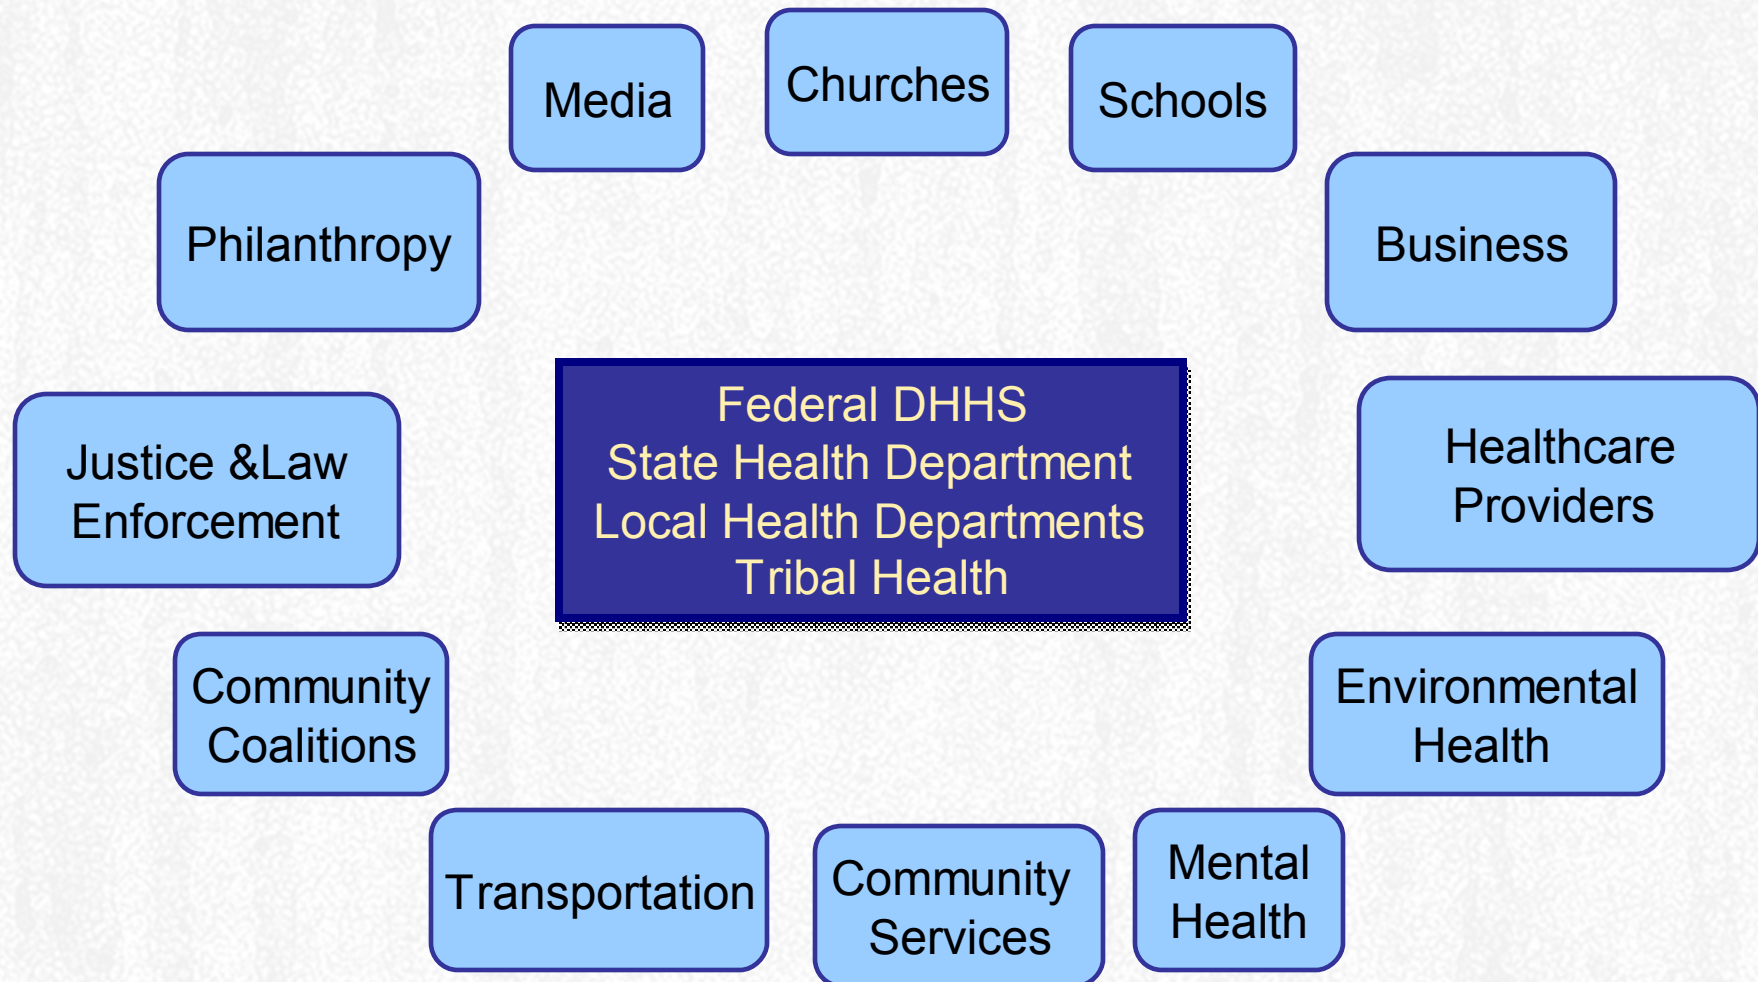 Media
Churches
Schools
Philanthropy
Business
Federal DHHS
State Health Department
Local Health Departments
Tribal Health
Justice &Law
Enforcement
Healthcare
Providers
Community
Coalitions
Environmental
Health
Transportation
Community
Services
Mental
Health